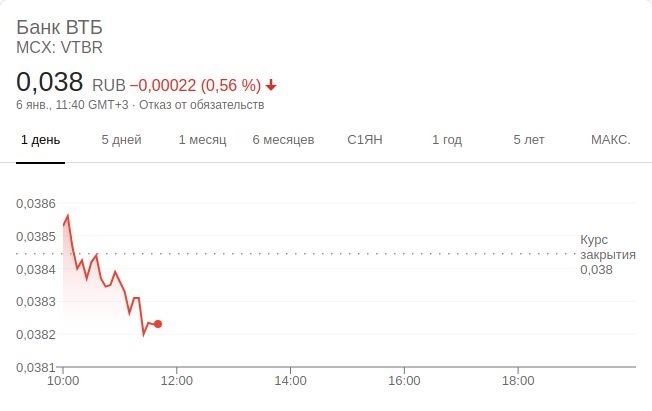 Банк ВТБ
MCX: VTBR
0,038 RUB −0,00022 (0,56 %)
6 янв., 11:40 GMT+3 · Отказ от обязательств
1 день 5 дней 1 месяц 6 месяцев С1ЯН 1 год 5 лет МАКС.
0,0386
0,0385
Курс
закрытия
0,038
0,0384
0,0383
0,0382
0,0381
10:00 12:00 14:00 16:00 18:00